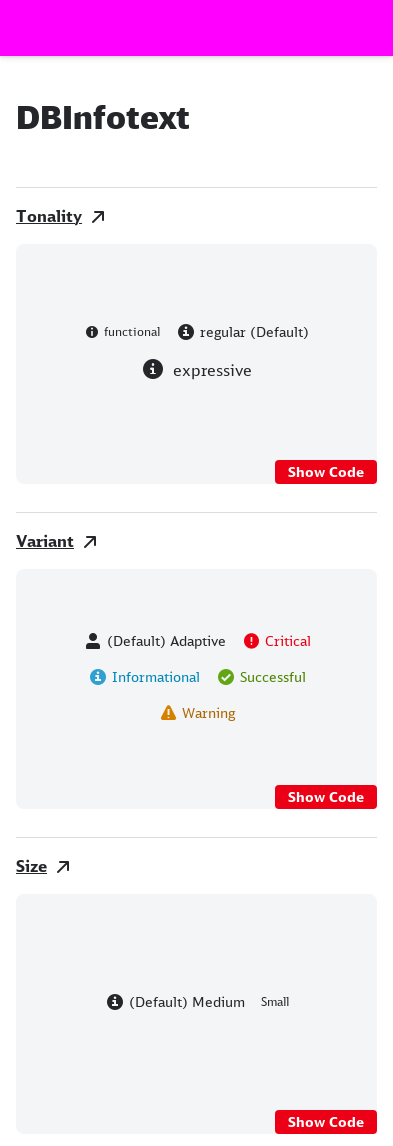 DBInfotext
Tonality
functional regular (Default)
expressive
Show Code
Variant
(Default) Adaptive Critical
Informational Successful
Warning
Show Code
Size
(Default) Medium Small
Show Code